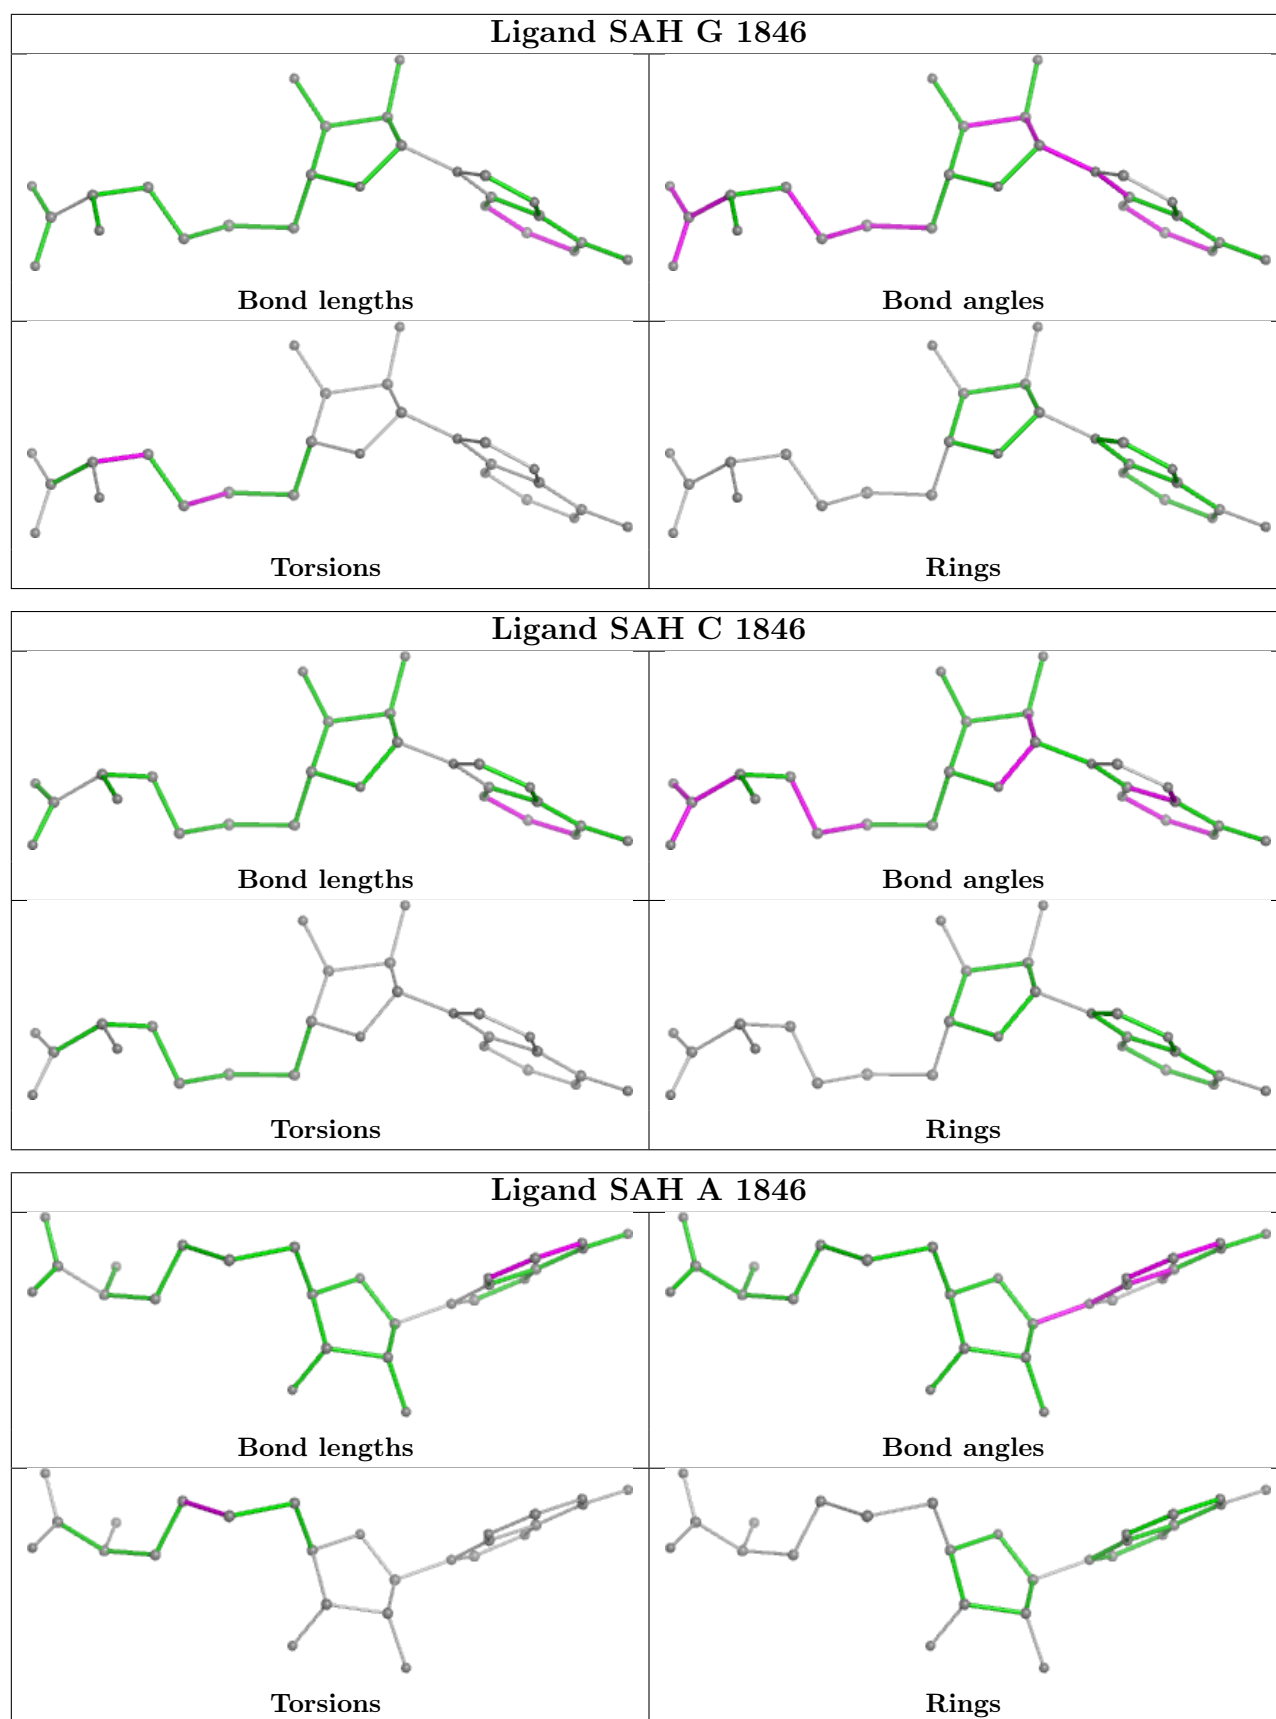 Ligand SAH G 1846
Bond lengths
Bond angles
Torsions
Rings
Ligand SAH C 1846
Bond lengths
Bond angles
Torsions
Rings
Ligand SAH A 1846
Bond lengths
Bond angles
Torsions
Rings